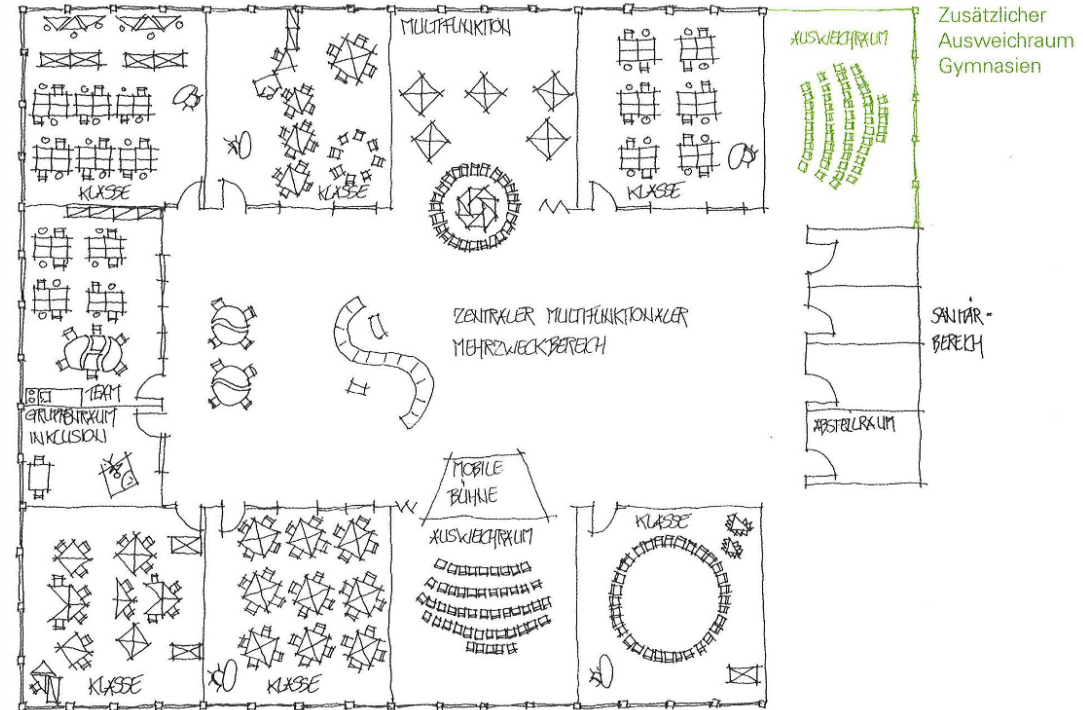 MULTIFUNKTION
AUSWEICHRAUM
Zusätzlicher
Ausweichraum
Gymnasien
KLASSE
KLASSE
KLASSE
ZENTRALER MULTIFUNKTIONALER
MEHRZWECKBEREICH
SANITÄR-
BEREICH
TEAM
GRUPPENRAUM
INKLUSION
ABSTELLRAUM
MOBILE
BÜHNE
AUSWEICHRAUM
KLASSE
KLASSE
KLASSE